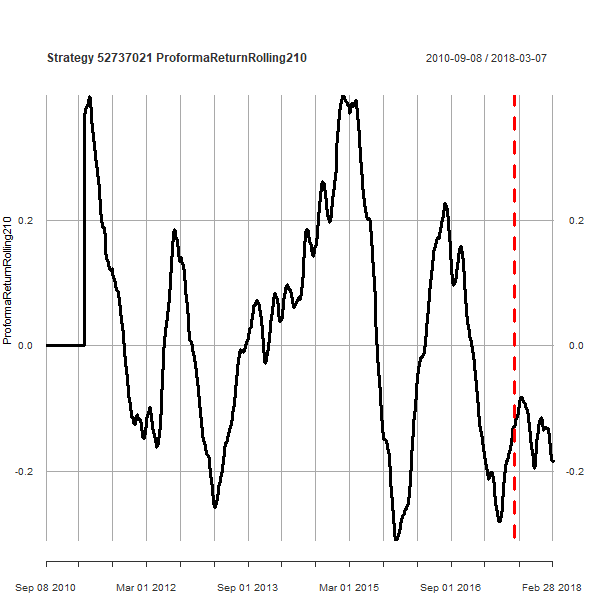 Strategy 52737021 ProformaReturnRolling210
2010-09-08 / 2018-03-07
ProformaReturnRolling210
0.2
0.2
0.0
0.0
-0.2
-0.2
Sep 08 2010
Mar 01 2012
Sep 01 2013
Mar 01 2015
Sep 01 2016
Feb 28 2018